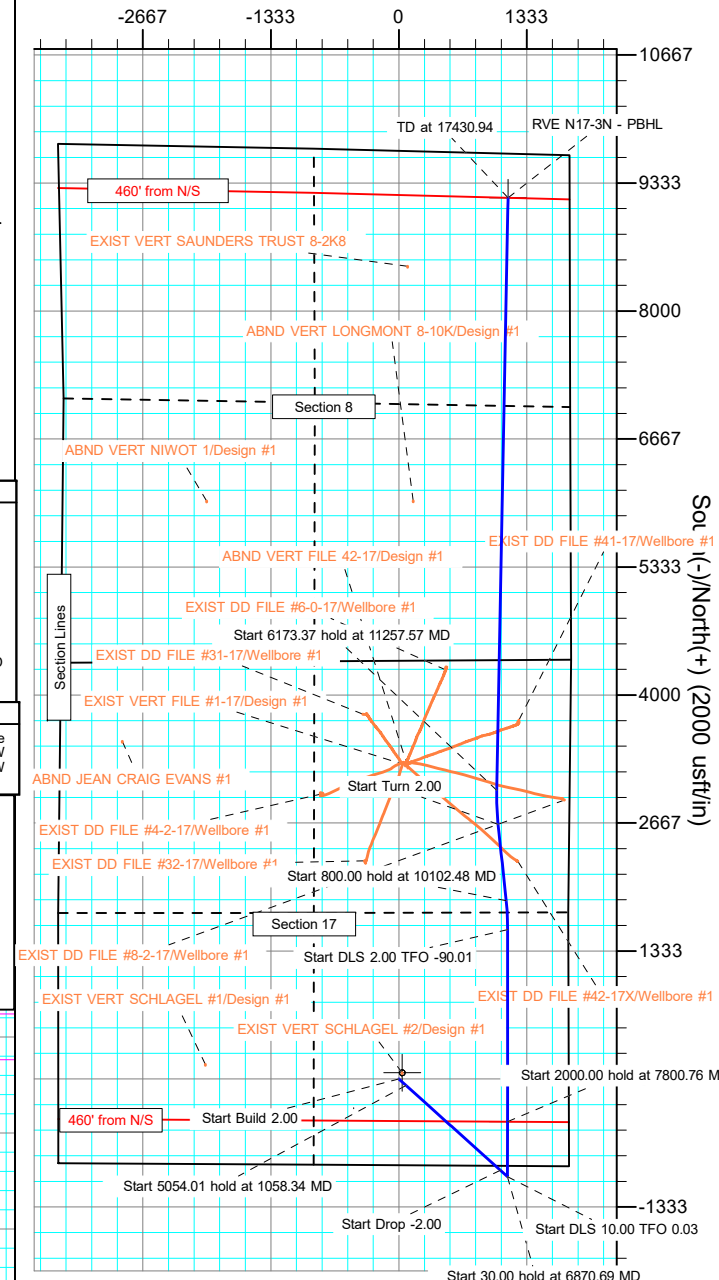 -2667
-1333
0
1333
10667
TD at 17430.94
RVE N17-3N - PBHL
9333
460' from N/S
EXIST VERT SAUNDERS TRUST 8-2K8
8000
ABND VERT LONGMONT 8-10K/Design #1
Section 8
6667
ABND VERT NIWOT 1/Design #1
EXIST DD FILE #41-17/Wellbore #1
ABND VERT FILE 42-17/Design #1
5333
EXIST DD FILE #6-0-17/Wellbore #1
Start 6173.37 hold at 11257.57 MD
EXIST DD FILE #31-17/Wellbore #1
Section Lines
EXIST VERT FILE #1-17/Design #1
4000
ABND JEAN CRAIG EVANS #1
Start Turn 2.00
EXIST DD FILE #4-2-17/Wellbore #1
2667
EXIST DD FILE #32-17/Wellbore #1
Start 800.00 hold at 10102.48 MD
Section 17
EXIST DD FILE #8-2-17/Wellbore #1
Start DLS 2.00 TFO -90.01
1333
EXIST VERT SCHLAGEL #1/Design #1
EXIST DD FILE #42-17X/Wellbore #1
EXIST VERT SCHLAGEL #2/Design #1
Start 2000.00 hold at 7800.76 M
460' from N/S
Start Build 2.00
Start 5054.01 hold at 1058.34 MD
-1333
Start Drop -2.00
Start DLS 10.00 TFO 0.03
Start 30.00 hold at 6870.69 MD
(-)/North(+) (2000 usft/in)